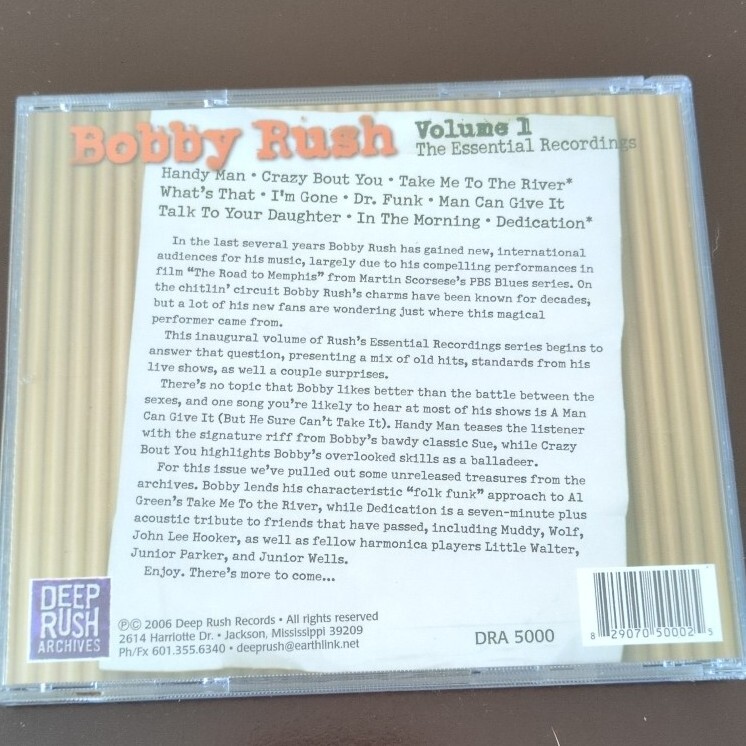 Bobby Rush Volume 1
The Essential Recordings
Handy Man • Crazy Bout You • Take Me To The River*
What's That • I'm Gone • Dr. Funk • Man Can Give It
Talk To Your Daughter • In The Morning • Dedication*
In the last several years Bobby Rush has gained new, international
audiences for his music, largely due to his compelling performances in
film "The Road to Memphis" from Martin Scorsese's PBS Blues series. On
the chitlin' circuit Bobby Rush's charms have been known for decades,
but a lot of his new fans are wondering just where this magical
performer came from.
This inaugural volume of Rush's Essential Recordings series begins to
answer that question, presenting a mix of old hits, standards from his
live shows, as well a couple surprises.
There's no topic that Bobby likes better than the battle between the
sexes, and one song you're likely to hear at most of his shows is A Man
Can Give It (But He Sure Can't Take It). Handy Man teases the listener
with the signature riff from Bobby's bawdy classic Sue, while Crazy
Bout You highlights Bobby's overlooked skills as a balladeer.
For this issue we've pulled out some unreleased treasures from the
archives. Bobby lends his characteristic "folk funk" approach to Al
Green's Take Me To the River, while Dedication is a seven-minute plus
acoustic tribute to friends that have passed, including Muddy, Wolf,
John Lee Hooker, as well as fellow harmonica players Little Walter,
Junior Parker, and Junior Wells.
Enjoy. There's more to come...
DEEP
RUSH
ARCHIVES
℗© 2006 Deep Rush Records • All rights reserved
2614 Harriotte Dr. • Jackson, Mississippi 39209
Ph/Fx 601.355.6340 • deeprush@earthlink.net
DRA 5000
8 29070 50002 5